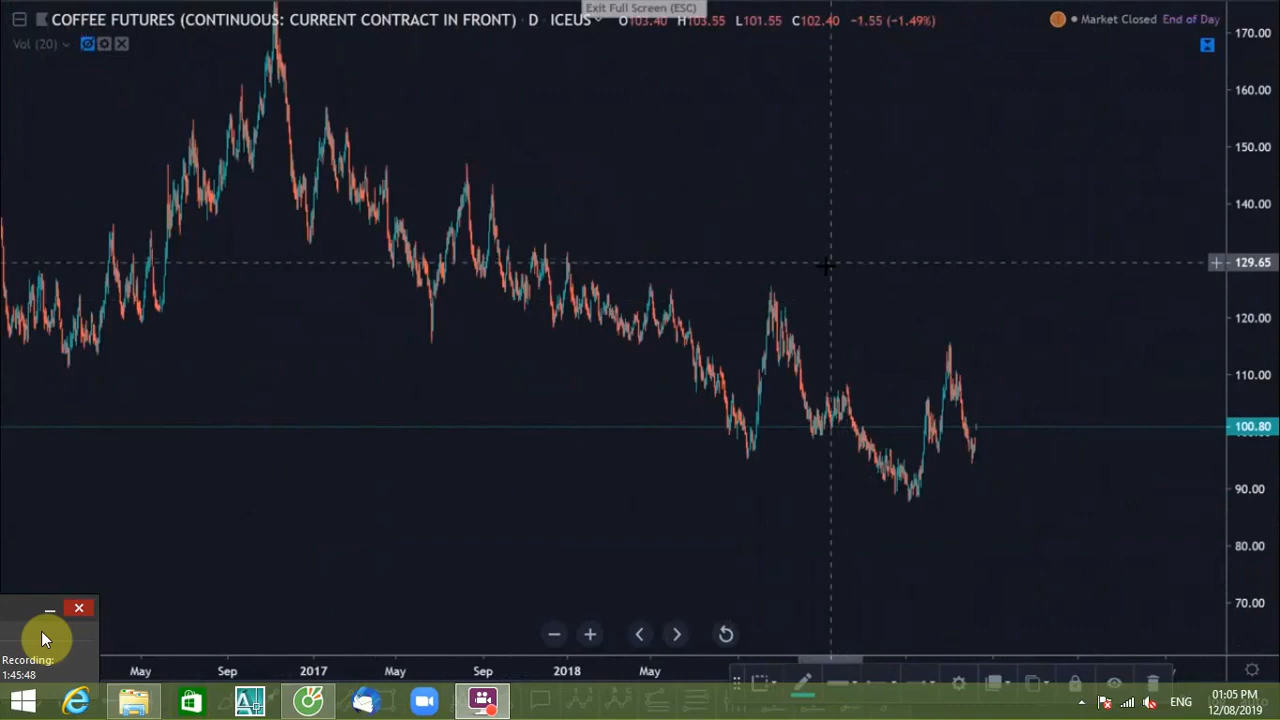 Exit Full Screen (ESC)
COFFEE FUTURES (CONTINUOUS: CURRENT CONTRACT IN FRONT) · D · ICEUS O103.40 H103.55 L101.55 C102.40 −1.55 (−1.49%)
Market Closed End of Day
Vol (20)
170.00
160.00
150.00
140.00
129.65
120.00
110.00
100.80
90.00
80.00
70.00
Recording:
1:45:48
May Sep 2017 May Sep 2018 May
01:05 PM
ENG
12/08/2019